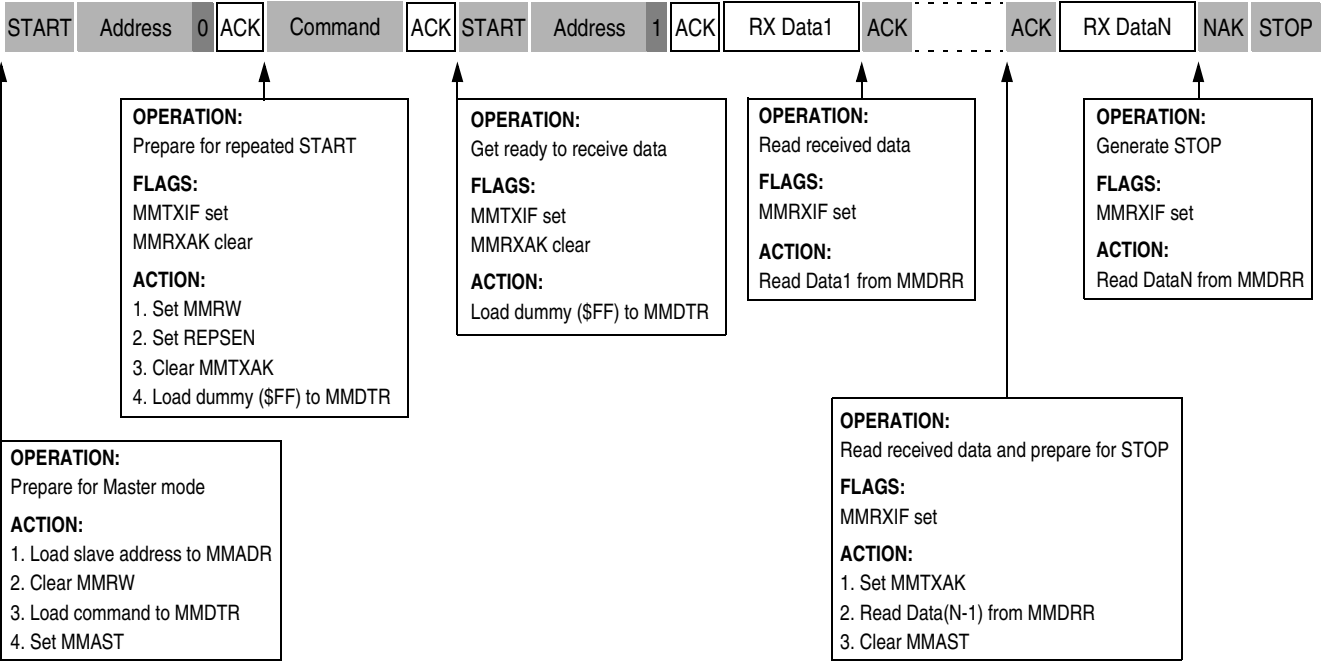 START Address 0 ACK Command ACK START Address 1 ACK RX Data1 ACK ACK RX DataN NAK STOP
OPERATION:
Prepare for repeated START
FLAGS:
MMTXIF set
MMRXAK clear
ACTION:
1. Set MMRW
2. Set REPSEN
3. Clear MMTXAK
4. Load dummy ($FF) to MMDTR
OPERATION:
Get ready to receive data
FLAGS:
MMTXIF set
MMRXAK clear
ACTION:
Load dummy ($FF) to MMDTR
OPERATION:
Read received data
FLAGS:
MMRXIF set
ACTION:
Read Data1 from MMDRR
OPERATION:
Generate STOP
FLAGS:
MMRXIF set
ACTION:
Read DataN from MMDRR
OPERATION:
Prepare for Master mode
ACTION:
1. Load slave address to MMADR
2. Clear MMRW
3. Load command to MMDTR
4. Set MMAST
OPERATION:
Read received data and prepare for STOP
FLAGS:
MMRXIF set
ACTION:
1. Set MMTXAK
2. Read Data(N-1) from MMDRR
3. Clear MMAST